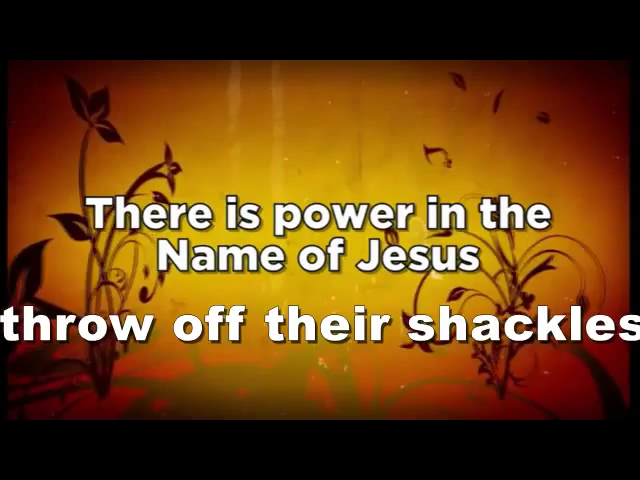 There is power in the
Name of Jesus
throw off their shackles